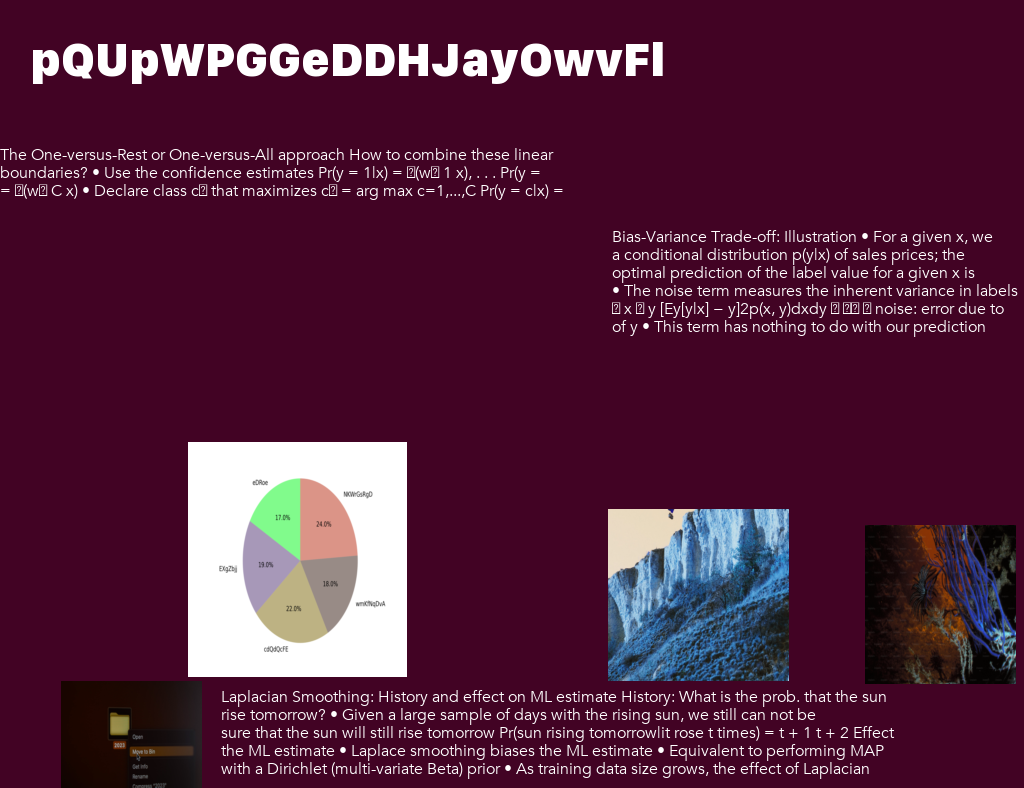 pQUpWPGGeDDHJayOwvFl
The One-versus-Rest or One-versus-All approach How to combine these linear
boundaries? • Use the confidence estimates Pr(y = 1|x) = (w 1 x), . . . Pr(y =
= (w C x) • Declare class c that maximizes c = arg max c=1,...,C Pr(y = c|x) =
Bias-Variance Trade-off: Illustration • For a given x, we
a conditional distribution p(y|x) of sales prices; the
optimal prediction of the label value for a given x is
• The noise term measures the inherent variance in labels
x y [Ey[y|x] − y]2p(x, y)dxdy noise: error due to
of y • This term has nothing to do with our prediction
eDRoe
NKWrGsRgD
17.0%
24.0%
EXgZbjj
19.0%
18.0%
wmKfNqDvA
22.0%
cdQdQcFE
Open
2023
Move to Bin
Get Info
Rename
Compress "2023"
Laplacian Smoothing: History and effect on ML estimate History: What is the prob. that the sun
rise tomorrow? • Given a large sample of days with the rising sun, we still can not be
sure that the sun will still rise tomorrow Pr(sun rising tomorrowlit rose t times) = t + 1 t + 2 Effect
the ML estimate • Laplace smoothing biases the ML estimate • Equivalent to performing MAP
with a Dirichlet (multi-variate Beta) prior • As training data size grows, the effect of Laplacian